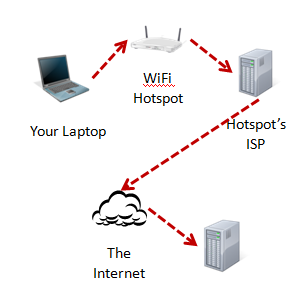 WiFi
Hotspot
Your Laptop
Hotspot's
ISP
The
Internet